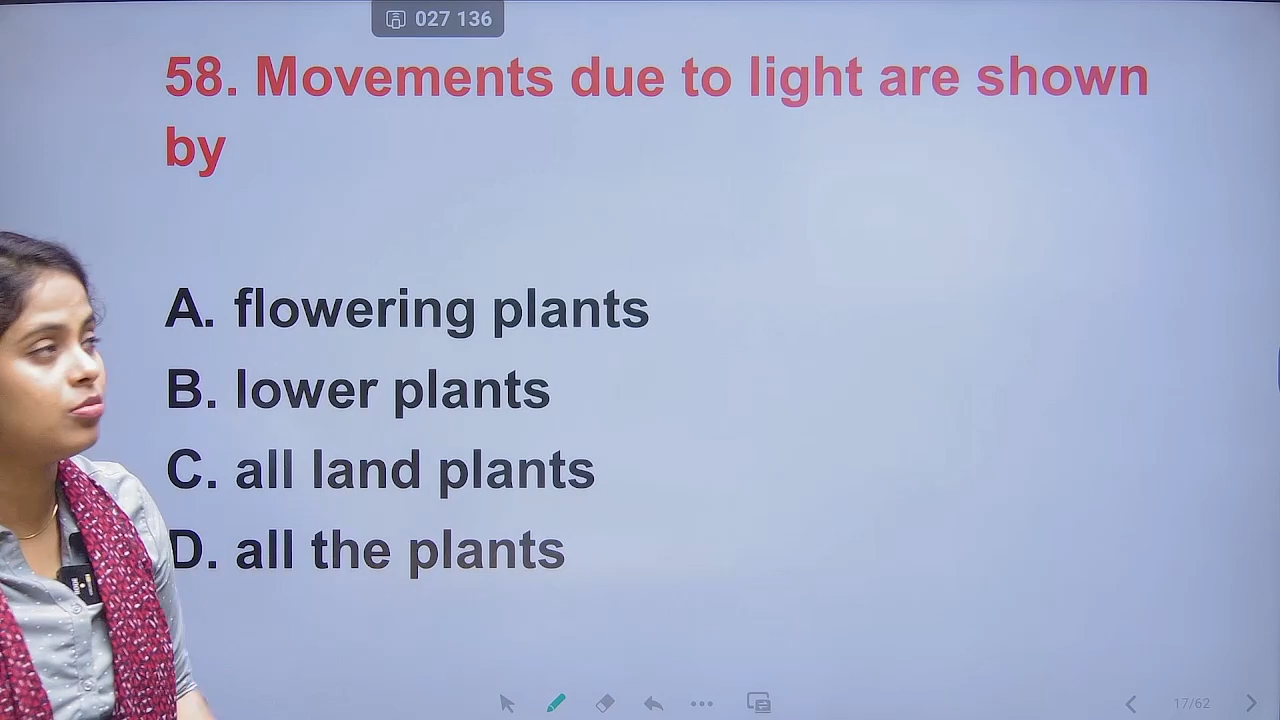 027 136
58. Movements due to light are shown
by
A. flowering plants
B. lower plants
C. all land plants
D. all the plants
17/62